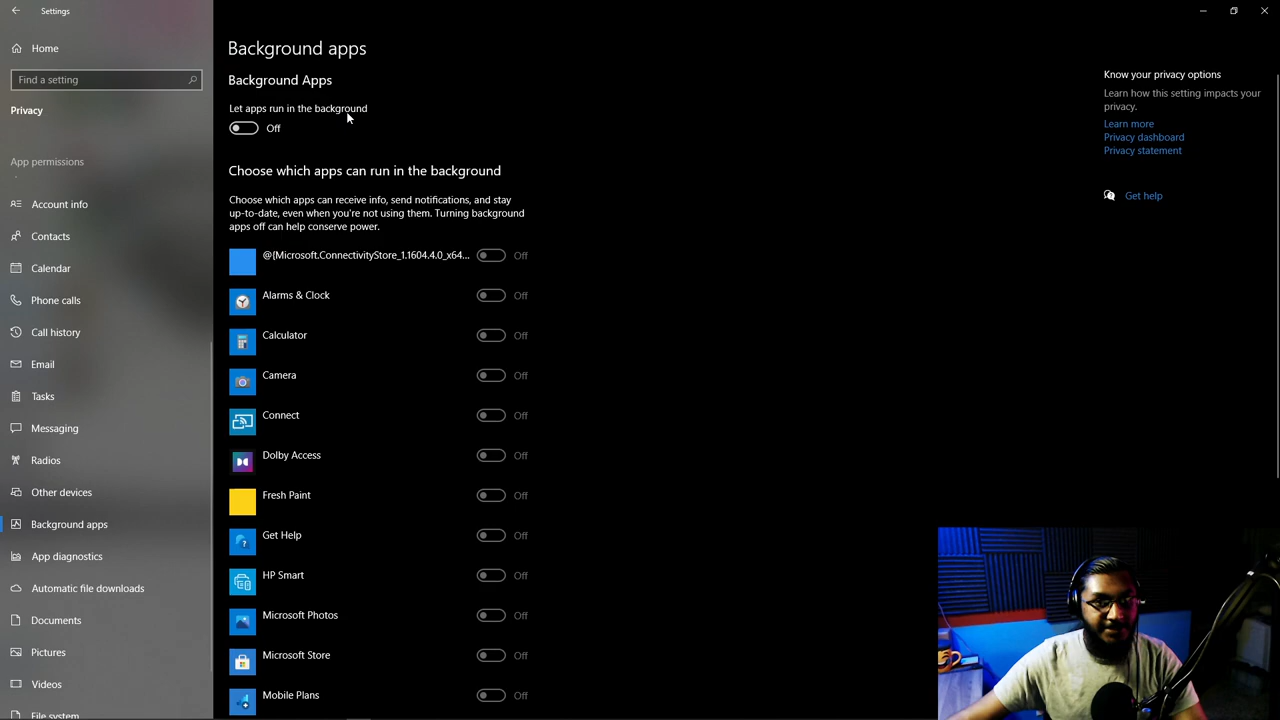 Settings
Home
Find a setting
Privacy
App permissions
Account info
Contacts
Calendar
Phone calls
Call history
Email
Tasks
Messaging
Radios
Other devices
Background apps
App diagnostics
Automatic file downloads
Documents
Pictures
Videos
File system
Background apps
Background Apps
Let apps run in the background
Off
Choose which apps can run in the background
Choose which apps can receive info, send notifications, and stay
up-to-date, even when you're not using them. Turning background
apps off can help conserve power.
@{Microsoft.ConnectivityStore_1.1604.4.0_x64... Off
Alarms & Clock Off
Calculator Off
Camera Off
Connect Off
Dolby Access Off
Fresh Paint Off
Get Help Off
HP Smart Off
Microsoft Photos Off
Microsoft Store Off
Mobile Plans Off
Know your privacy options
Learn how this setting impacts your
privacy.
Learn more
Privacy dashboard
Privacy statement
Get help